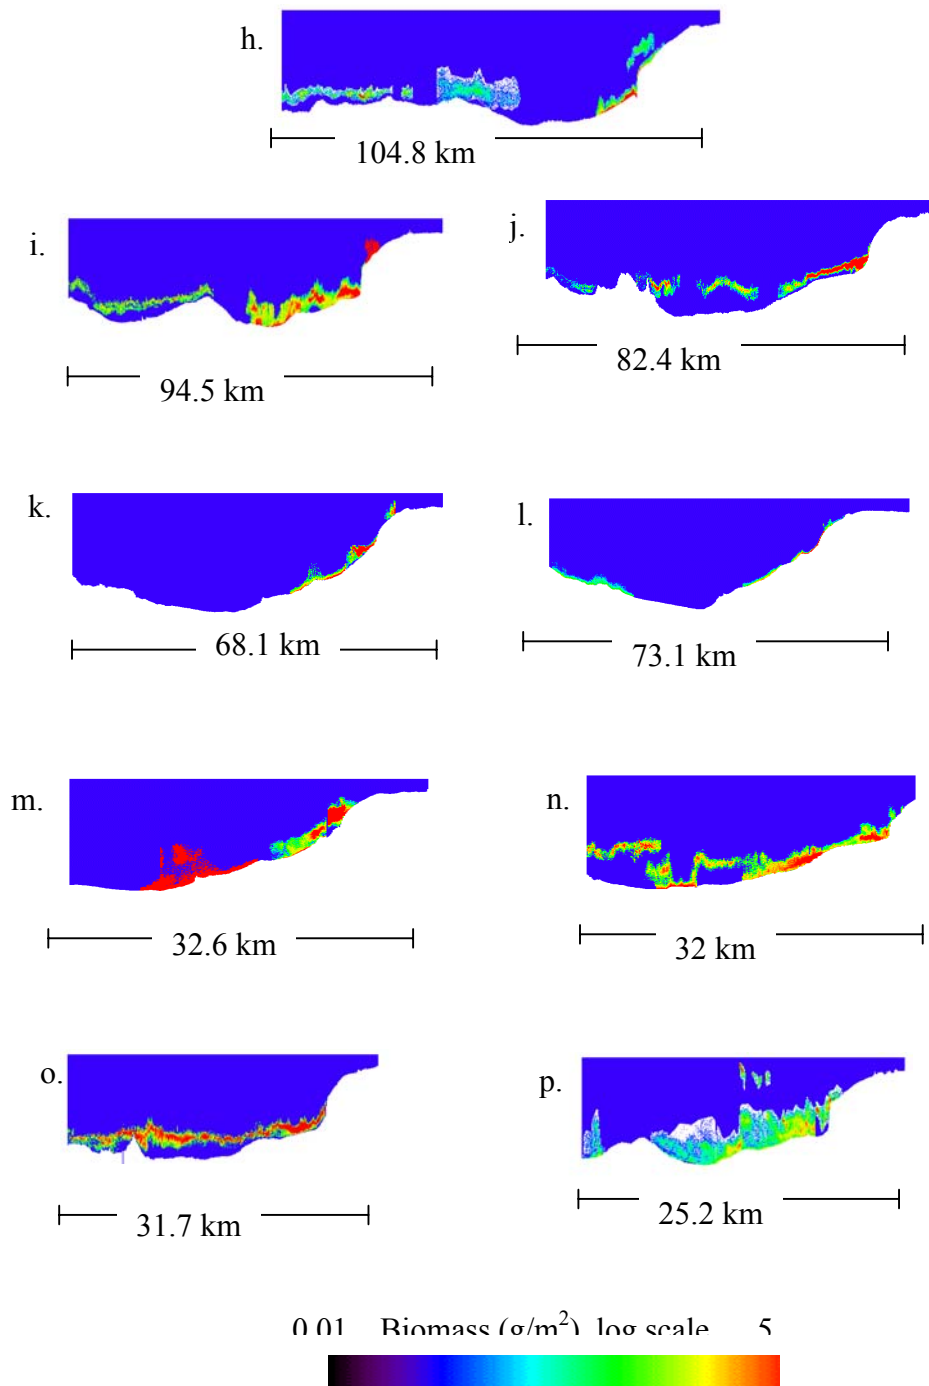 h.
104.8 km
i.
j.
94.5 km
82.4 km
k.
l.
68.1 km
73.1 km
m.
n.
32.6 km
32 km
o.
p.
31.7 km
25.2 km
0.01 Biomass (g/m²) log scale 5